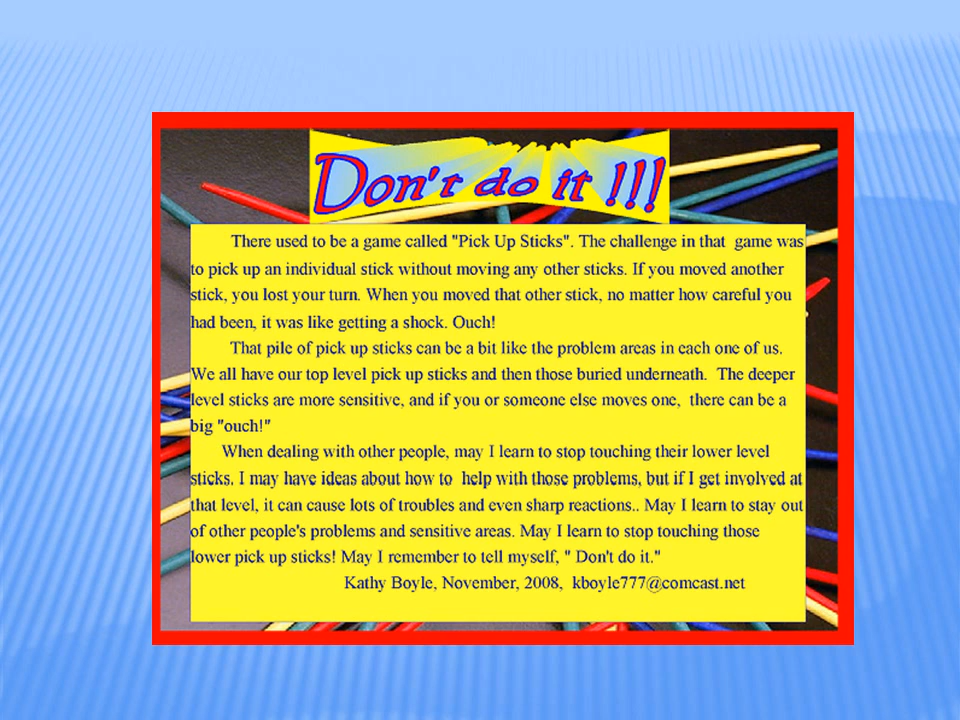 Don't do it !!!
There used to be a game called "Pick Up Sticks". The challenge in that game was
to pick up an individual stick without moving any other sticks. If you moved another
stick, you lost your turn. When you moved that other stick, no matter how careful you
had been, it was like getting a shock. Ouch!
That pile of pick up sticks can be a bit like the problem areas in each one of us.
We all have our top level pick up sticks and then those buried underneath. The deeper
level sticks are more sensitive, and if you or someone else moves one, there can be a
big "ouch!"
When dealing with other people, may I learn to stop touching their lower level
sticks. I may have ideas about how to help with those problems, but if I get involved at
that level, it can cause lots of troubles and even sharp reactions.. May I learn to stay out
of other people's problems and sensitive areas. May I learn to stop touching those
lower pick up sticks! May I remember to tell myself, " Don't do it."
Kathy Boyle, November, 2008, kboyle777@comcast.net